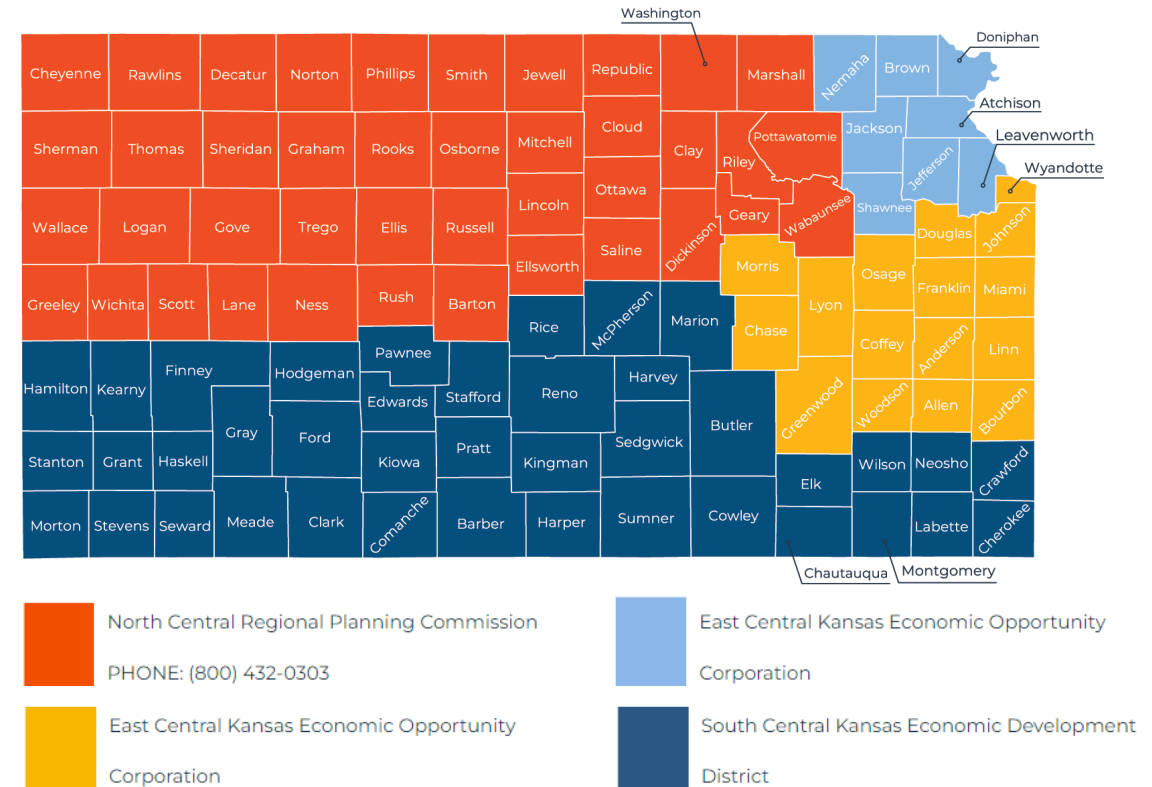 Washington
Doniphan
Cheyenne Rawlins Decatur Norton Phillips Smith Jewell Republic Marshall Nemaha Brown
Atchison
Sherman Thomas Sheridan Graham Rooks Osborne Mitchell Cloud Clay Riley Pottawatomie Jackson Jefferson Leavenworth
Wyandotte
Wallace Logan Gove Trego Ellis Russell Lincoln Ottawa Geary Wabaunsee Shawnee Douglas Johnson
Ellsworth Saline Dickinson Morris Osage
Greeley Wichita Scott Lane Ness Rush Barton Lyon Franklin Miami
Rice McPherson Marion Chase Coffey Anderson Linn
Hamilton Kearny Finney Hodgeman Pawnee
Edwards Stafford Reno Harvey Greenwood Woodson Allen Bourbon
Gray Ford Pratt Sedgwick Butler
Stanton Grant Haskell Kiowa Kingman Elk Wilson Neosho Crawford
Morton Stevens Seward Meade Clark Comanche Barber Harper Sumner Cowley Labette Cherokee
Chautauqua Montgomery
North Central Regional Planning Commission
PHONE: (800) 432-0303
East Central Kansas Economic Opportunity
Corporation
East Central Kansas Economic Opportunity
Corporation
South Central Kansas Economic Development
District